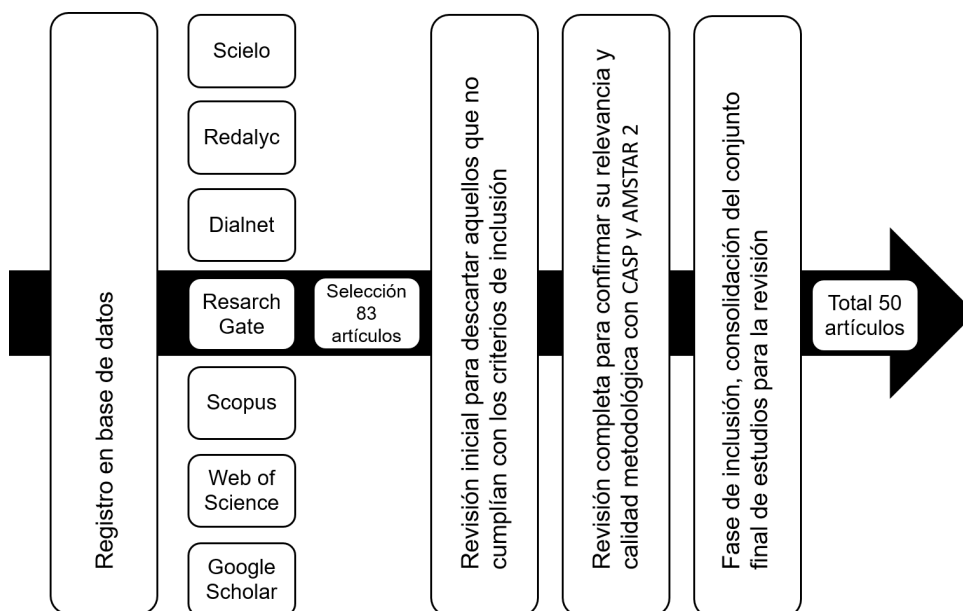 Registro en base de datos
Scielo
Redalyc
Dialnet
Resarch
Gate
Scopus
Web of
Science
Google
Scholar
Selección
83
artículos
Revisión inicial para descartar aquellos que no
cumplían con los criterios de inclusión
Revisión completa para confirmar su relevancia y
calidad metodológica con CASP y AMSTAR 2
Fase de inclusión, consolidación del conjunto
final de estudios para la revisión
Total 50
artículos